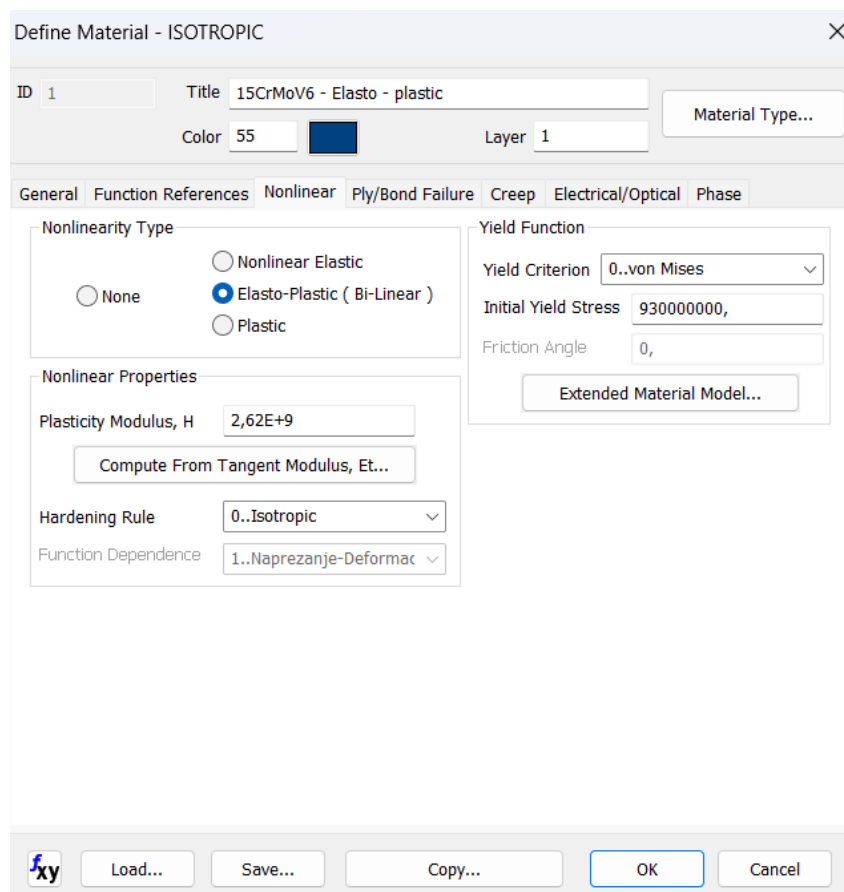 Define Material - ISOTROPIC
ID 1 Title 15CrMoV6 - Elasto - plastic
Material Type...
Color 55 Layer 1
General Function References Nonlinear Ply/Bond Failure Creep Electrical/Optical Phase
Nonlinearity Type
None
Nonlinear Elastic
Elasto-Plastic ( Bi-Linear )
Plastic
Nonlinear Properties
Plasticity Modulus, H 2,62E+9
Compute From Tangent Modulus, Et...
Hardening Rule 0..Isotropic
Function Dependence 1..Naprezanje-Deformac
Yield Function
Yield Criterion 0..von Mises
Initial Yield Stress 930000000,
Friction Angle 0,
Extended Material Model...
fxy Load... Save... Copy... OK Cancel